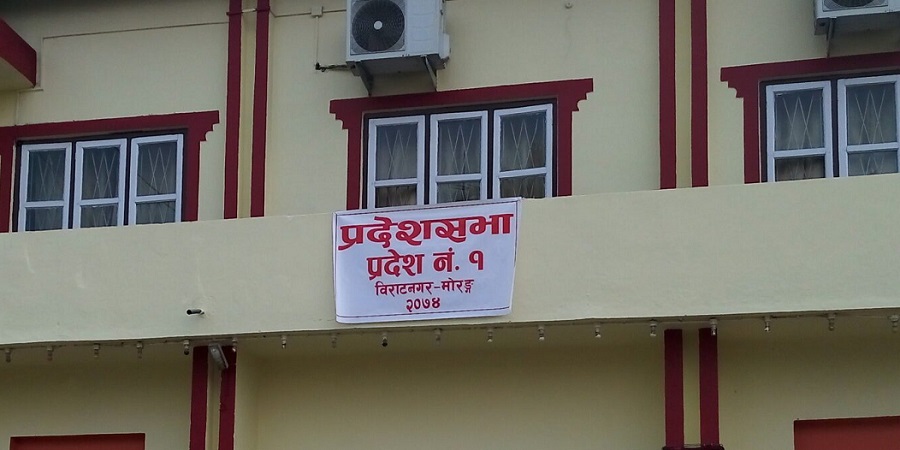 प्रदेशसभा
प्रदेश नं. १
विराटनगर-मोरङ्ग
२०७४